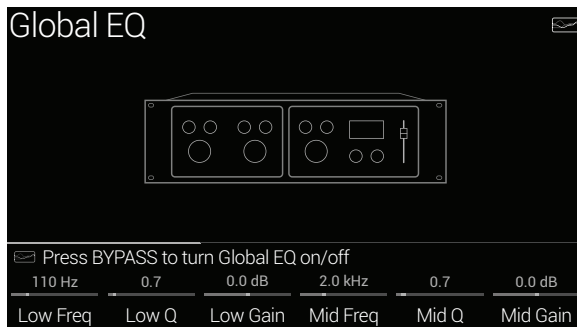 Global EQ
Press BYPASS to turn Global EQ on/off
110 Hz 0.7 0.0 dB 2.0 kHz 0.7 0.0 dB
Low Freq Low Q Low Gain Mid Freq Mid Q Mid Gain